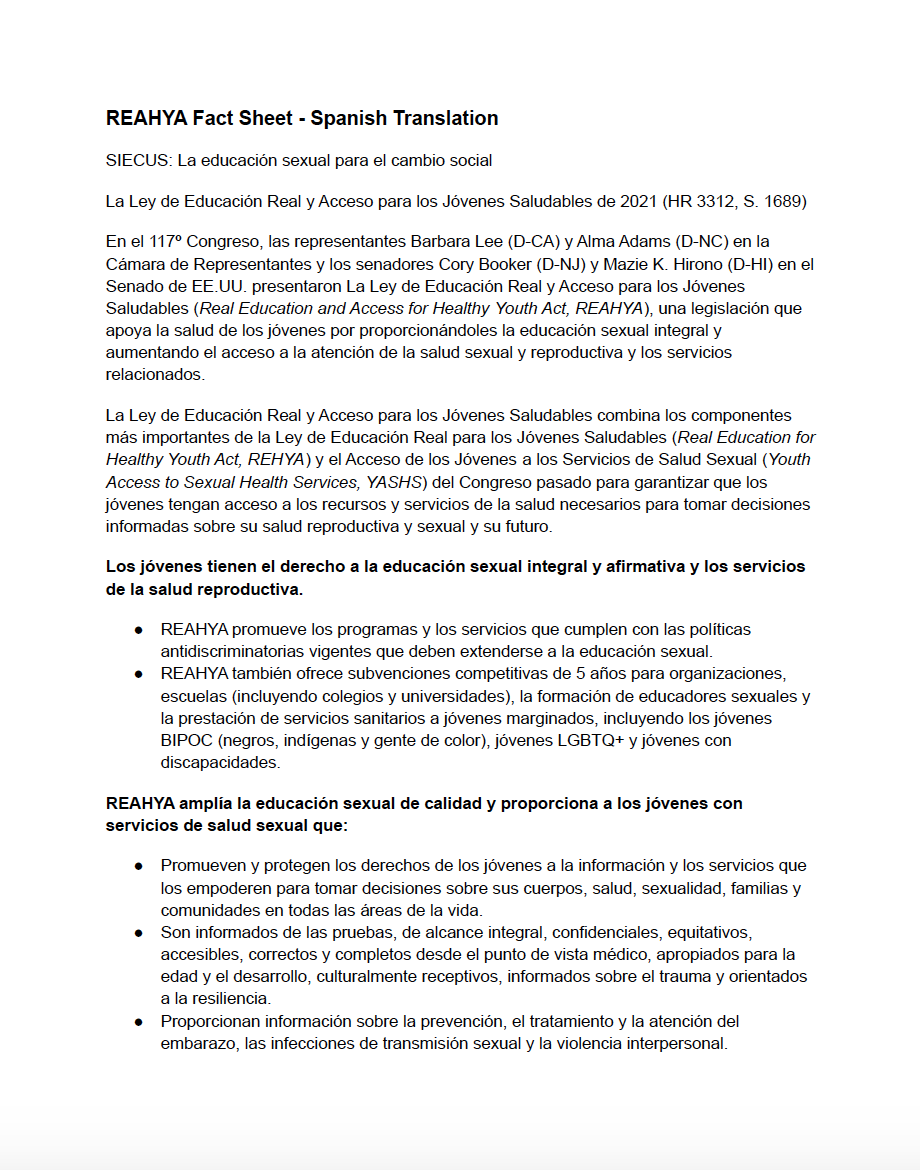 REAHYA Fact Sheet - Spanish Translation
SIECUS: La educación sexual para el cambio social
La Ley de Educación Real y Acceso para los Jóvenes Saludables de 2021 (HR 3312, S. 1689)
En el 117º Congreso, las representantes Barbara Lee (D-CA) y Alma Adams (D-NC) en la
Cámara de Representantes y los senadores Cory Booker (D-NJ) y Mazie K. Hirono (D-HI) en el
Senado de EE.UU. presentaron La Ley de Educación Real y Acceso para los Jóvenes
Saludables (Real Education and Access for Healthy Youth Act, REAHYA), una legislación que
apoya la salud de los jóvenes por proporcionándoles la educación sexual integral y
aumentando el acceso a la atención de la salud sexual y reproductiva y los servicios
relacionados.
La Ley de Educación Real y Acceso para los Jóvenes Saludables combina los componentes
más importantes de la Ley de Educación Real para los Jóvenes Saludables (Real Education for
Healthy Youth Act, REHYA) y el Acceso de los Jóvenes a los Servicios de Salud Sexual (Youth
Access to Sexual Health Services, YASHS) del Congreso pasado para garantizar que los
jóvenes tengan acceso a los recursos y servicios de la salud necesarios para tomar decisiones
informadas sobre su salud reproductiva y sexual y su futuro.
Los jóvenes tienen el derecho a la educación sexual integral y afirmativa y los servicios
de la salud reproductiva.
● REAHYA promueve los programas y los servicios que cumplen con las políticas
antidiscriminatorias vigentes que deben extenderse a la educación sexual.
● REAHYA también ofrece subvenciones competitivas de 5 años para organizaciones,
escuelas (incluyendo colegios y universidades), la formación de educadores sexuales y
la prestación de servicios sanitarios a jóvenes marginados, incluyendo los jóvenes
BIPOC (negros, indígenas y gente de color), jóvenes LGBTQ+ y jóvenes con
discapacidades.
REAHYA amplía la educación sexual de calidad y proporciona a los jóvenes con
servicios de salud sexual que:
● Promueven y protegen los derechos de los jóvenes a la información y los servicios que
los empoderen para tomar decisiones sobre sus cuerpos, salud, sexualidad, familias y
comunidades en todas las áreas de la vida.
● Son informados de las pruebas, de alcance integral, confidenciales, equitativos,
accesibles, correctos y completos desde el punto de vista médico, apropiados para la
edad y el desarrollo, culturalmente receptivos, informados sobre el trauma y orientados
a la resiliencia.
● Proporcionan información sobre la prevención, el tratamiento y la atención del
embarazo, las infecciones de transmisión sexual y la violencia interpersonal.